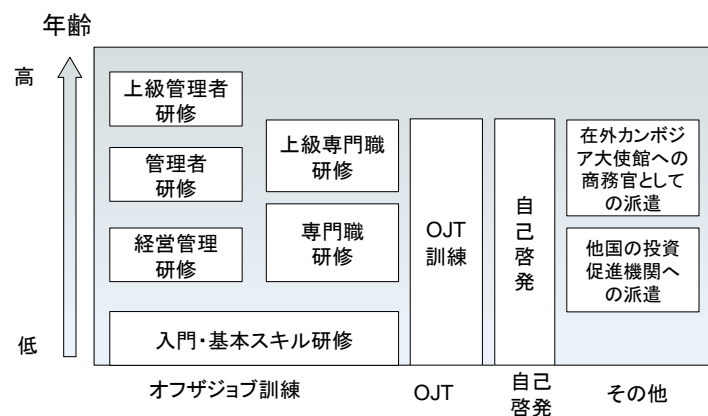 年齢
高
低
上級管理者
研修
管理者
研修
経営管理
研修
上級専門職
研修
専門職
研修
入門・基本スキル研修
OJT
訓練
自
己
啓
発
在外カンボジ
ア大使館への
商務官として
の派遣
他国の投資
促進機関へ
の派遣
オフザジョブ訓練
OJT
自己
啓発
その他